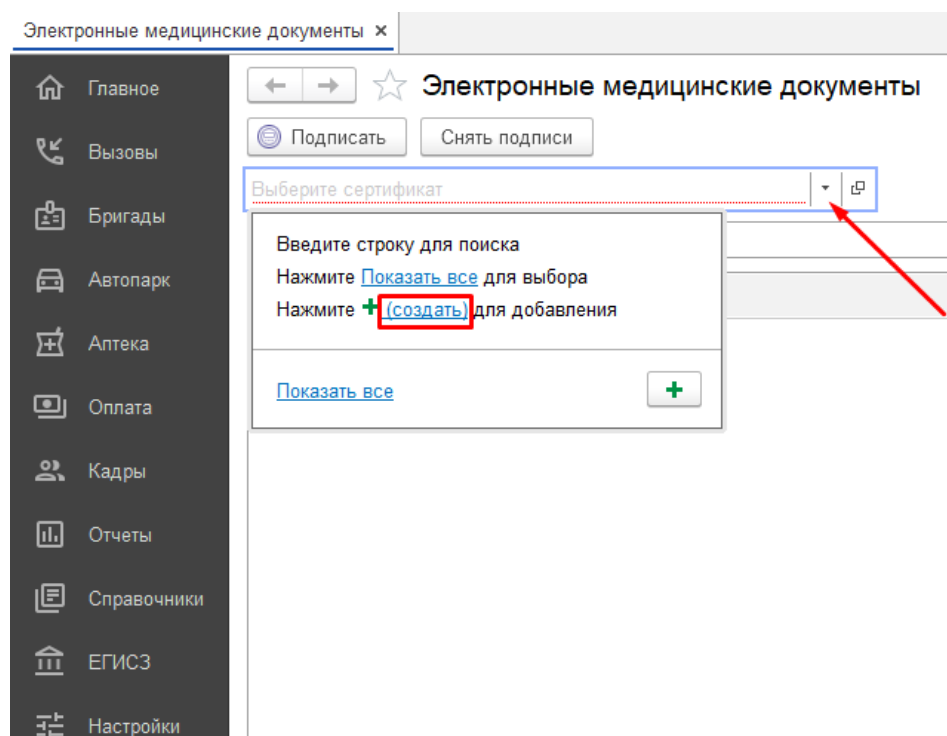 Электронные медицинские документы ×
Главное
Вызовы
Бригады
Автопарк
Аптека
Оплата
Кадры
Отчеты
Справочники
ЕГИСЗ
Настройки
Электронные медицинские документы
Подписать Снять подписи
Выберите сертификат
Введите строку для поиска
Нажмите Показать все для выбора
Нажмите + (создать) для добавления
Показать все